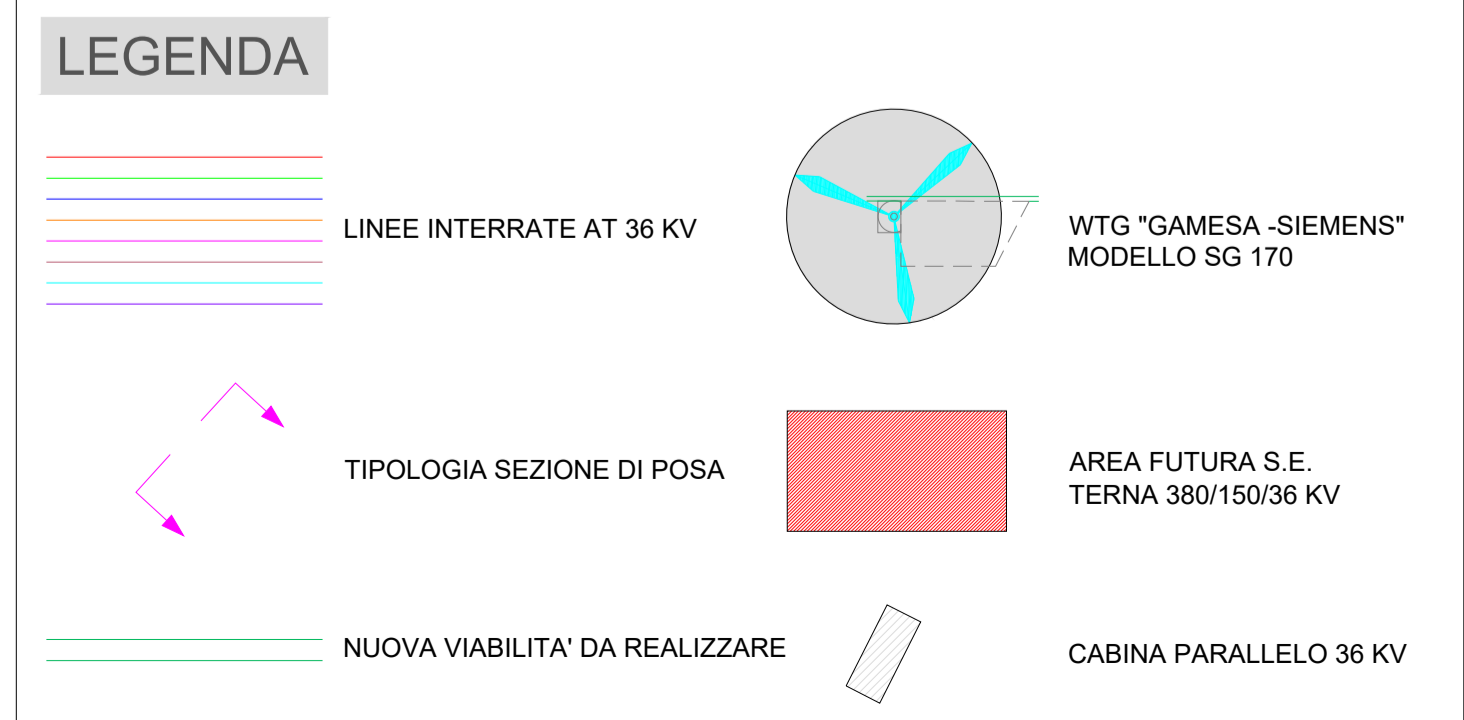 LEGENDA
LINEE INTERRATE AT 36 KV
WTG "GAMESA -SIEMENS"
MODELLO SG 170
TIPOLOGIA SEZIONE DI POSA
AREA FUTURA S.E.
TERNA 380/150/36 KV
NUOVA VIABILITA' DA REALIZZARE
CABINA PARALLELO 36 KV